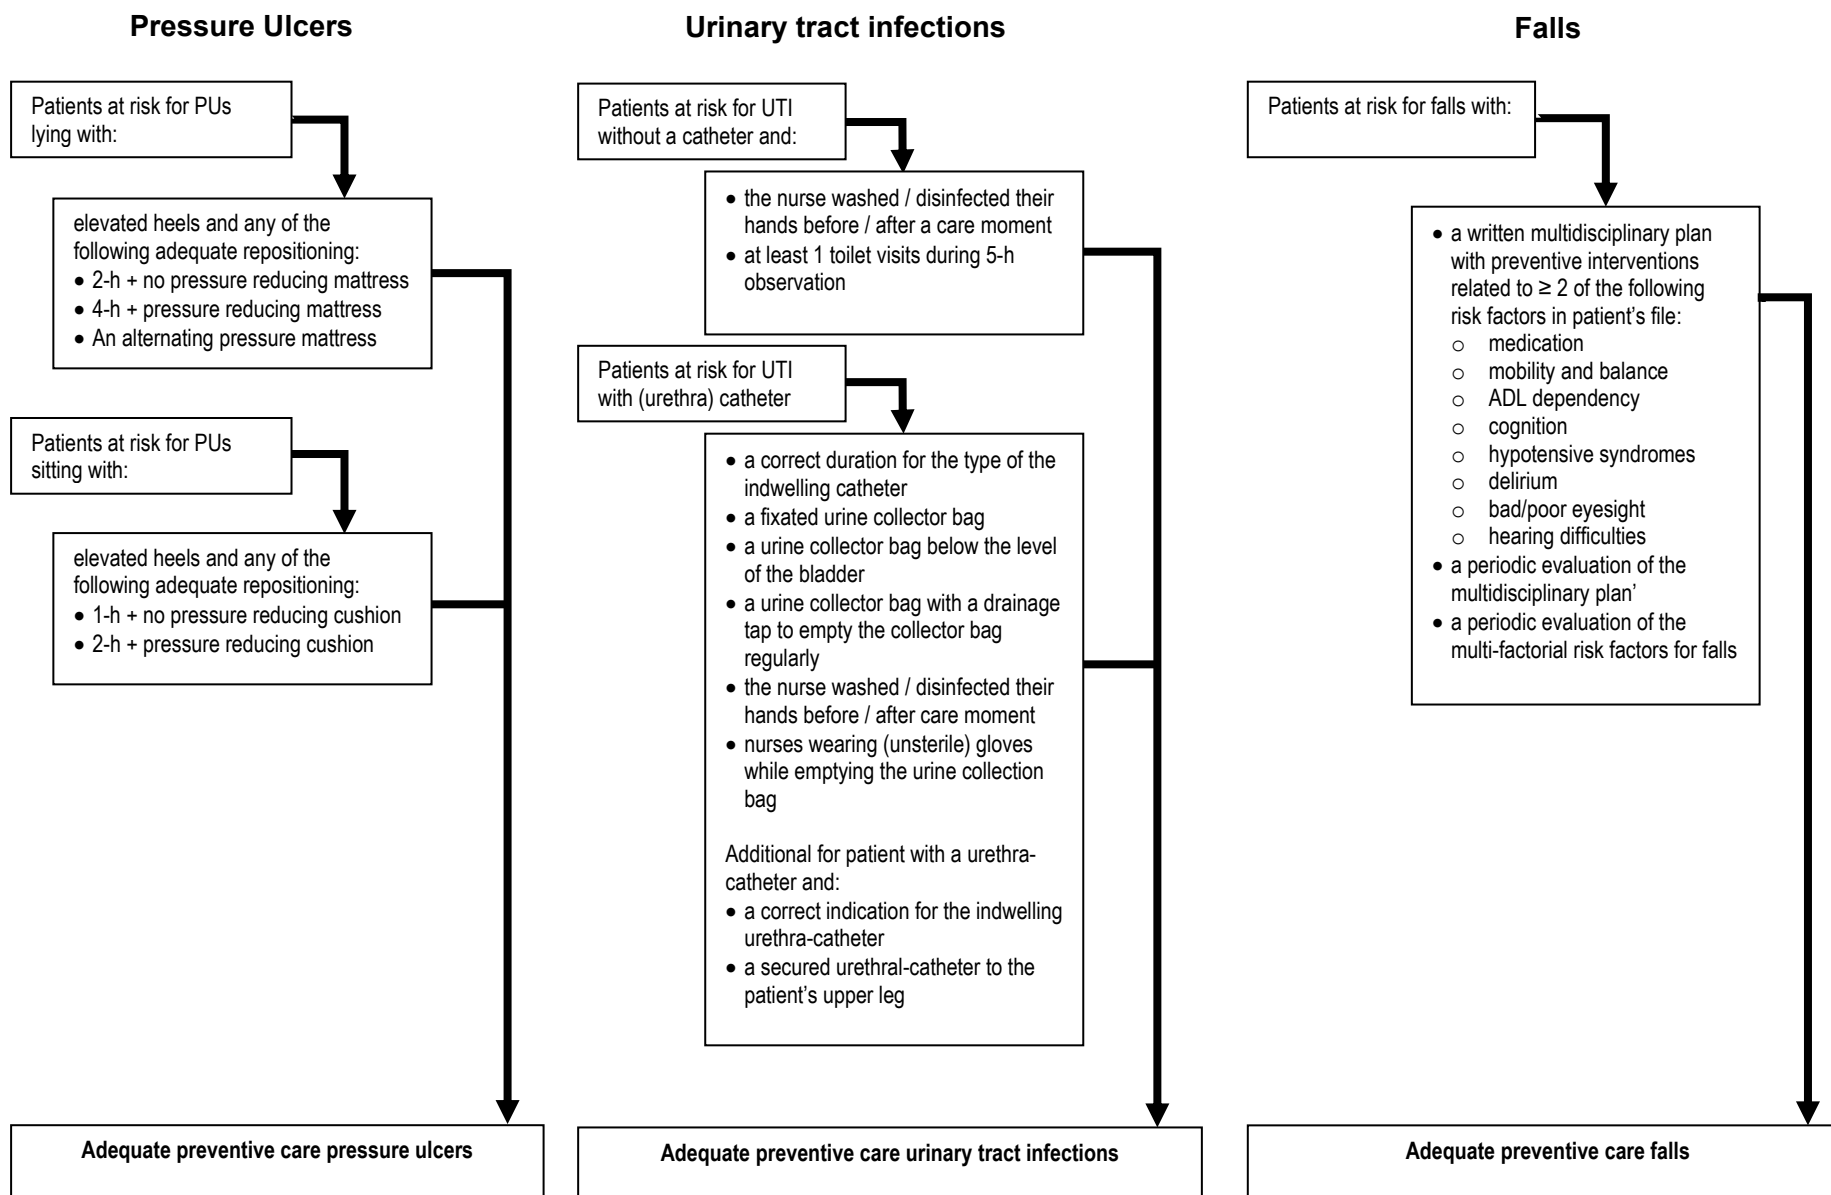 Pressure Ulcers
Patients at risk for PUs
lying with:
elevated heels and any of the
following adequate repositioning:
• 2-h + no pressure reducing mattress
• 4-h + pressure reducing mattress
• An alternating pressure mattress
Patients at risk for PUs
sitting with:
elevated heels and any of the
following adequate repositioning:
• 1-h + no pressure reducing cushion
• 2-h + pressure reducing cushion
Adequate preventive care pressure ulcers
Urinary tract infections
Patients at risk for UTI
without a catheter and:
• the nurse washed / disinfected their
hands before / after a care moment
• at least 1 toilet visits during 5-h
observation
Patients at risk for UTI
with (urethra) catheter
• a correct duration for the type of the
indwelling catheter
• a fixated urine collector bag
• a urine collector bag below the level
of the bladder
• a urine collector bag with a drainage
tap to empty the collector bag
regularly
• the nurse washed / disinfected their
hands before / after care moment
• nurses wearing (unsterile) gloves
while emptying the urine collection
bag
Additional for patient with a urethra-
catheter and:
• a correct indication for the indwelling
urethra-catheter
• a secured urethral-catheter to the
patient’s upper leg
Adequate preventive care urinary tract infections
Falls
Patients at risk for falls with:
• a written multidisciplinary plan
with preventive interventions
related to ≥ 2 of the following
risk factors in patient’s file:
o medication
o mobility and balance
o ADL dependency
o cognition
o hypotensive syndromes
o delirium
o bad/poor eyesight
o hearing difficulties
• a periodic evaluation of the
multidisciplinary plan’
• a periodic evaluation of the
multi-factorial risk factors for falls
Adequate preventive care falls